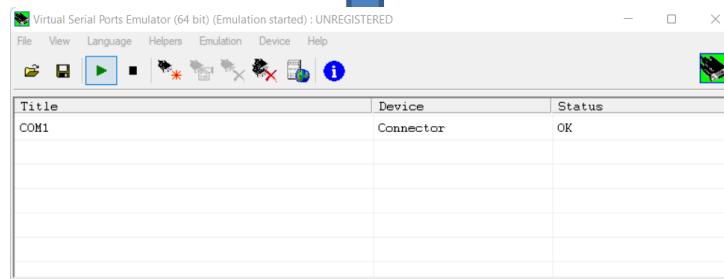 Virtual Serial Ports Emulator (64 bit) (Emulation started) : UNREGISTERED
File View Language Helpers Emulation Device Help
Title Device Status
COM1 Connector OK